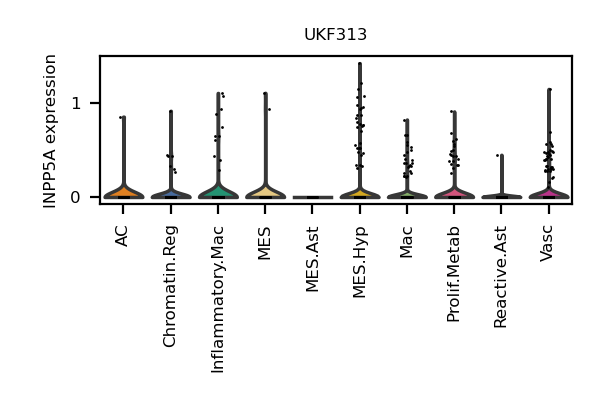 UKF313
INPP5A expression
1
0
AC
Chromatin.Reg
Inflammatory.Mac
MES
MES.Ast
MES.Hyp
Mac
Prolif.Metab
Reactive.Ast
Vasc